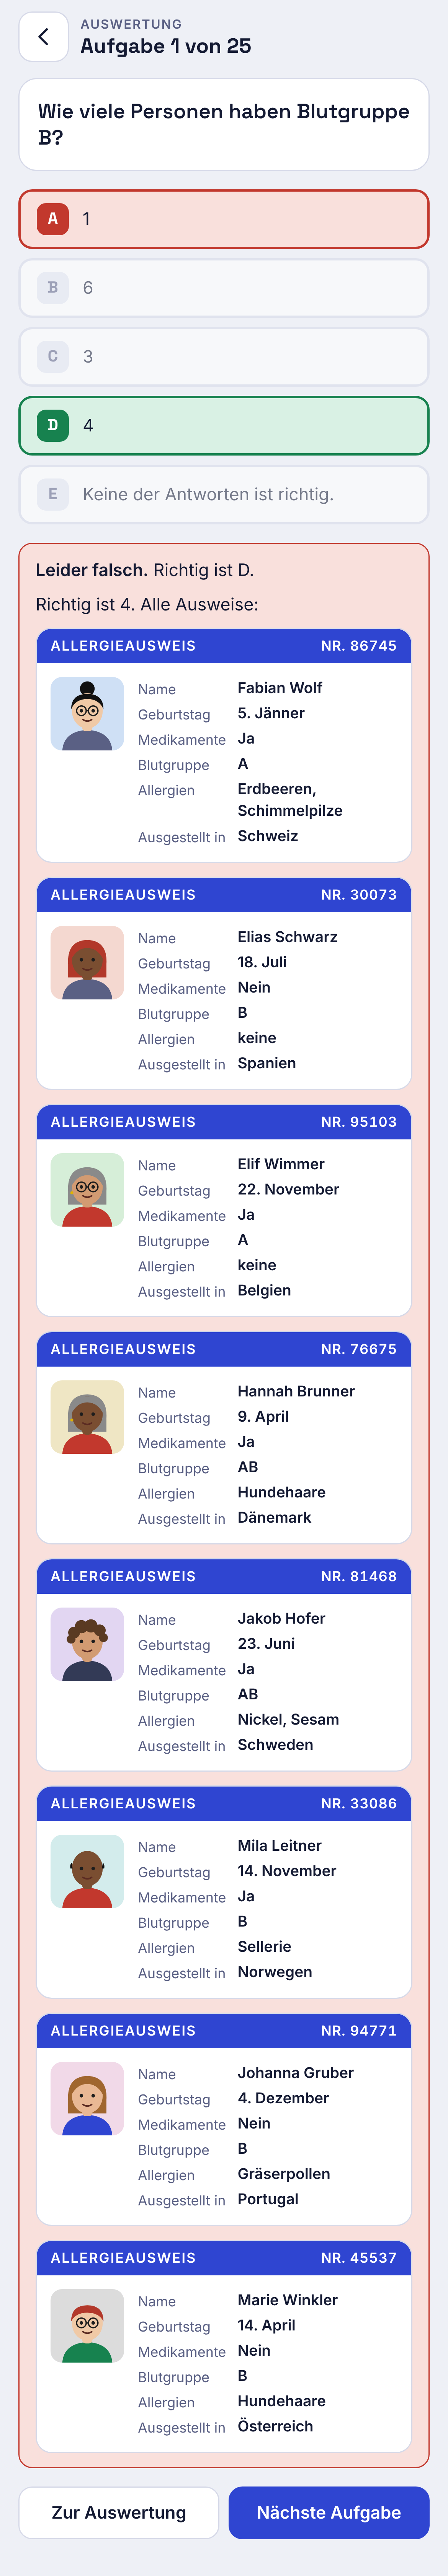 AUSWERTUNG
Aufgabe 1 von 25
Wie viele Personen haben Blutgruppe
B?
A 1
B 6
C 3
D 4
E Keine der Antworten ist richtig.
Leider falsch. Richtig ist D.
Richtig ist 4. Alle Ausweise:
ALLERGIEAUSWEIS NR. 86745
Name Fabian Wolf
Geburtstag 5. Jänner
Medikamente Ja
Blutgruppe A
Allergien Erdbeeren,
Schimmelpilze
Ausgestellt in Schweiz
ALLERGIEAUSWEIS NR. 30073
Name Elias Schwarz
Geburtstag 18. Juli
Medikamente Nein
Blutgruppe B
Allergien keine
Ausgestellt in Spanien
ALLERGIEAUSWEIS NR. 95103
Name Elif Wimmer
Geburtstag 22. November
Medikamente Ja
Blutgruppe A
Allergien keine
Ausgestellt in Belgien
ALLERGIEAUSWEIS NR. 76675
Name Hannah Brunner
Geburtstag 9. April
Medikamente Ja
Blutgruppe AB
Allergien Hundehaare
Ausgestellt in Dänemark
ALLERGIEAUSWEIS NR. 81468
Name Jakob Hofer
Geburtstag 23. Juni
Medikamente Ja
Blutgruppe AB
Allergien Nickel, Sesam
Ausgestellt in Schweden
ALLERGIEAUSWEIS NR. 33086
Name Mila Leitner
Geburtstag 14. November
Medikamente Ja
Blutgruppe B
Allergien Sellerie
Ausgestellt in Norwegen
ALLERGIEAUSWEIS NR. 94771
Name Johanna Gruber
Geburtstag 4. Dezember
Medikamente Nein
Blutgruppe B
Allergien Gräserpollen
Ausgestellt in Portugal
ALLERGIEAUSWEIS NR. 45537
Name Marie Winkler
Geburtstag 14. April
Medikamente Nein
Blutgruppe B
Allergien Hundehaare
Ausgestellt in Österreich
Zur Auswertung Nächste Aufgabe